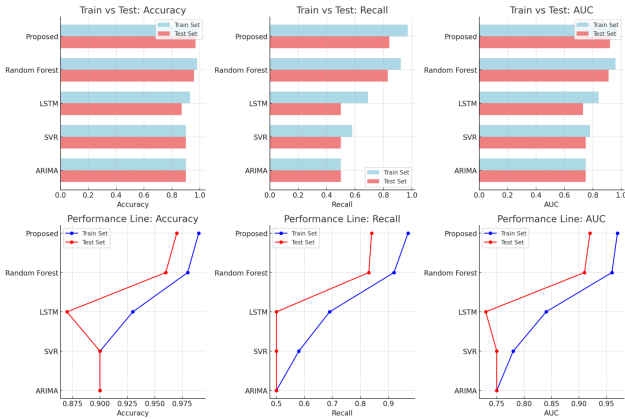 Train vs Test: Accuracy
Train Set
Test Set
Proposed
Random Forest
LSTM
SVR
ARIMA
0.0 0.2 0.4 0.6 0.8 1.0
Accuracy
Train vs Test: Recall
Proposed
Random Forest
LSTM
SVR
ARIMA
Train Set
Test Set
0.0 0.2 0.4 0.6 0.8 1.0
Recall
Train vs Test: AUC
Train Set
Test Set
Proposed
Random Forest
LSTM
SVR
ARIMA
0.0 0.2 0.4 0.6 0.8 1.0
AUC
Performance Line: Accuracy
Train Set
Test Set
Proposed
Random Forest
LSTM
SVR
ARIMA
0.875 0.900 0.925 0.950 0.975
Accuracy
Performance Line: Recall
Train Set
Test Set
Proposed
Random Forest
LSTM
SVR
ARIMA
0.5 0.6 0.7 0.8 0.9
Recall
Performance Line: AUC
Train Set
Test Set
Proposed
Random Forest
LSTM
SVR
ARIMA
0.75 0.80 0.85 0.90 0.95
AUC